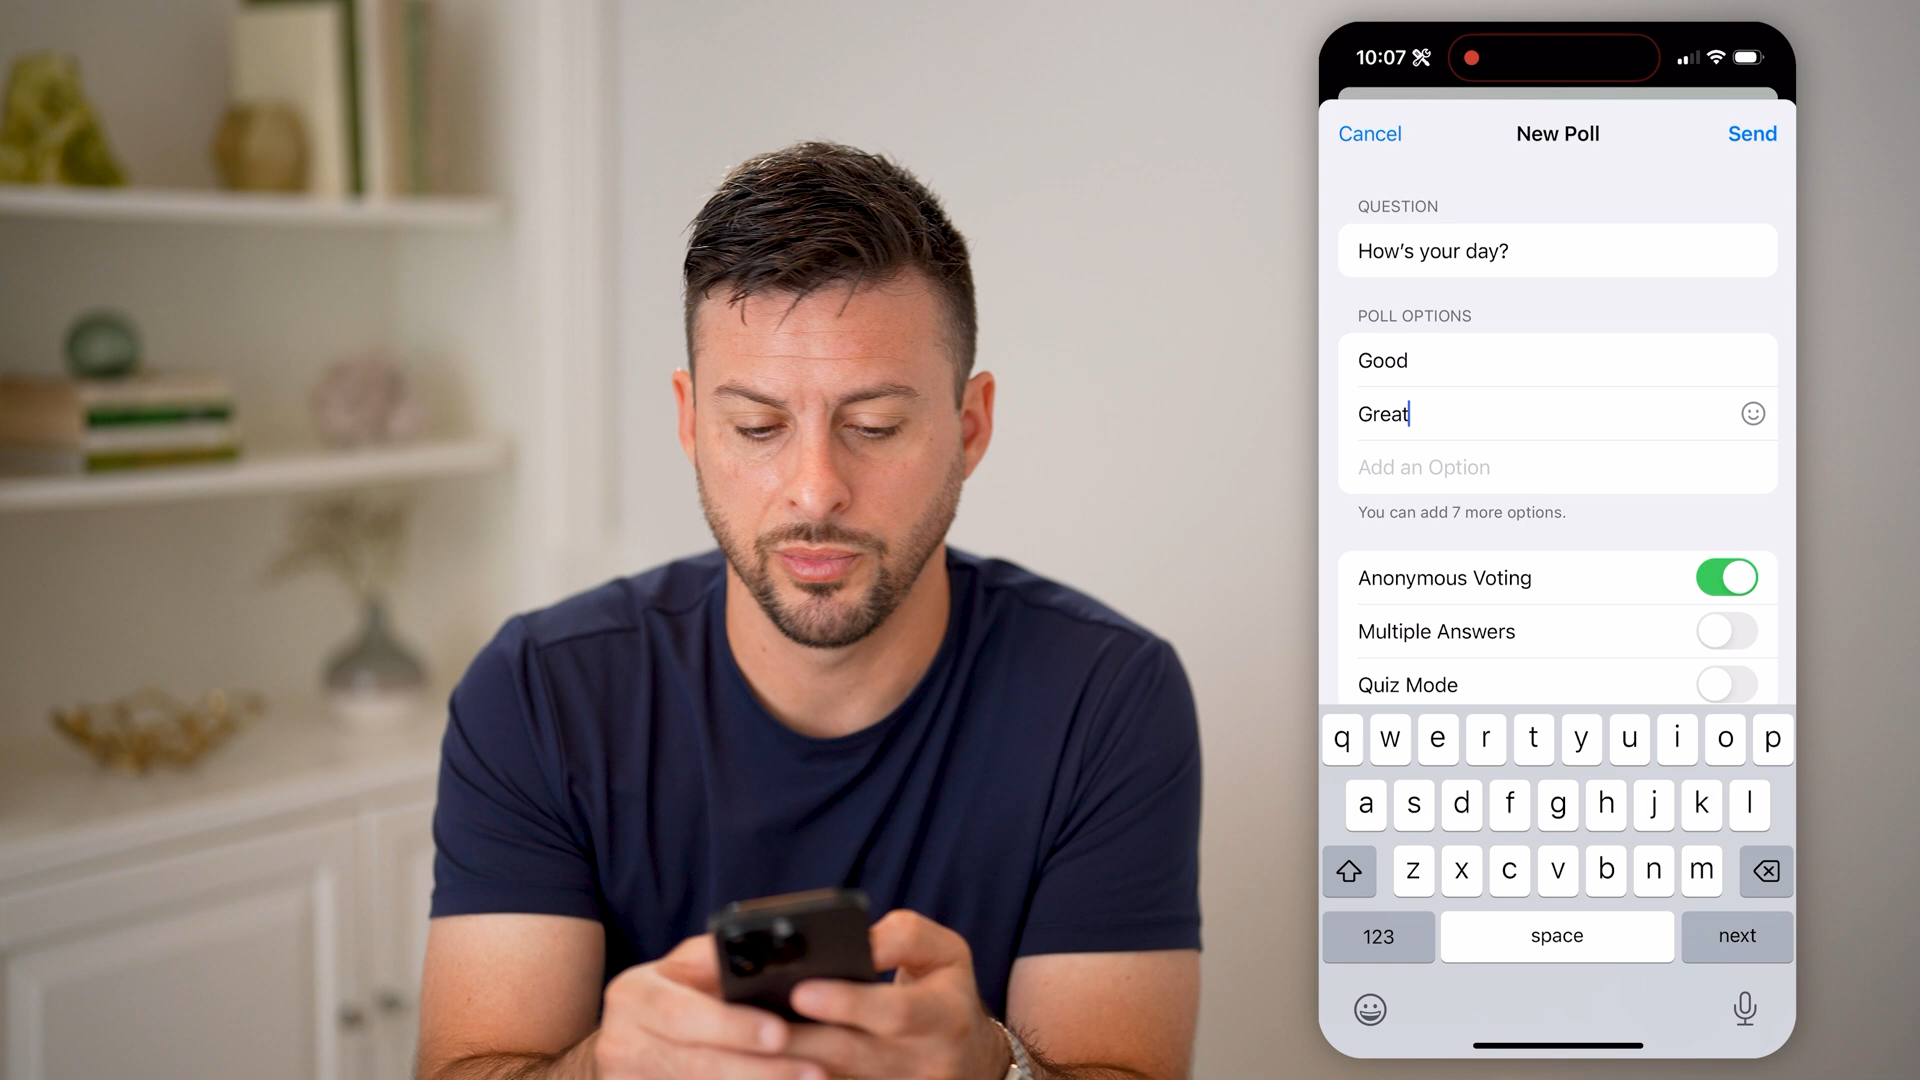 10:07
Cancel New Poll Send
QUESTION
How's your day?
POLL OPTIONS
Good
Great
Add an Option
You can add 7 more options.
Anonymous Voting
Multiple Answers
Quiz Mode
q w e r t y u i o p
a s d f g h j k l
z x c v b n m
123 space next